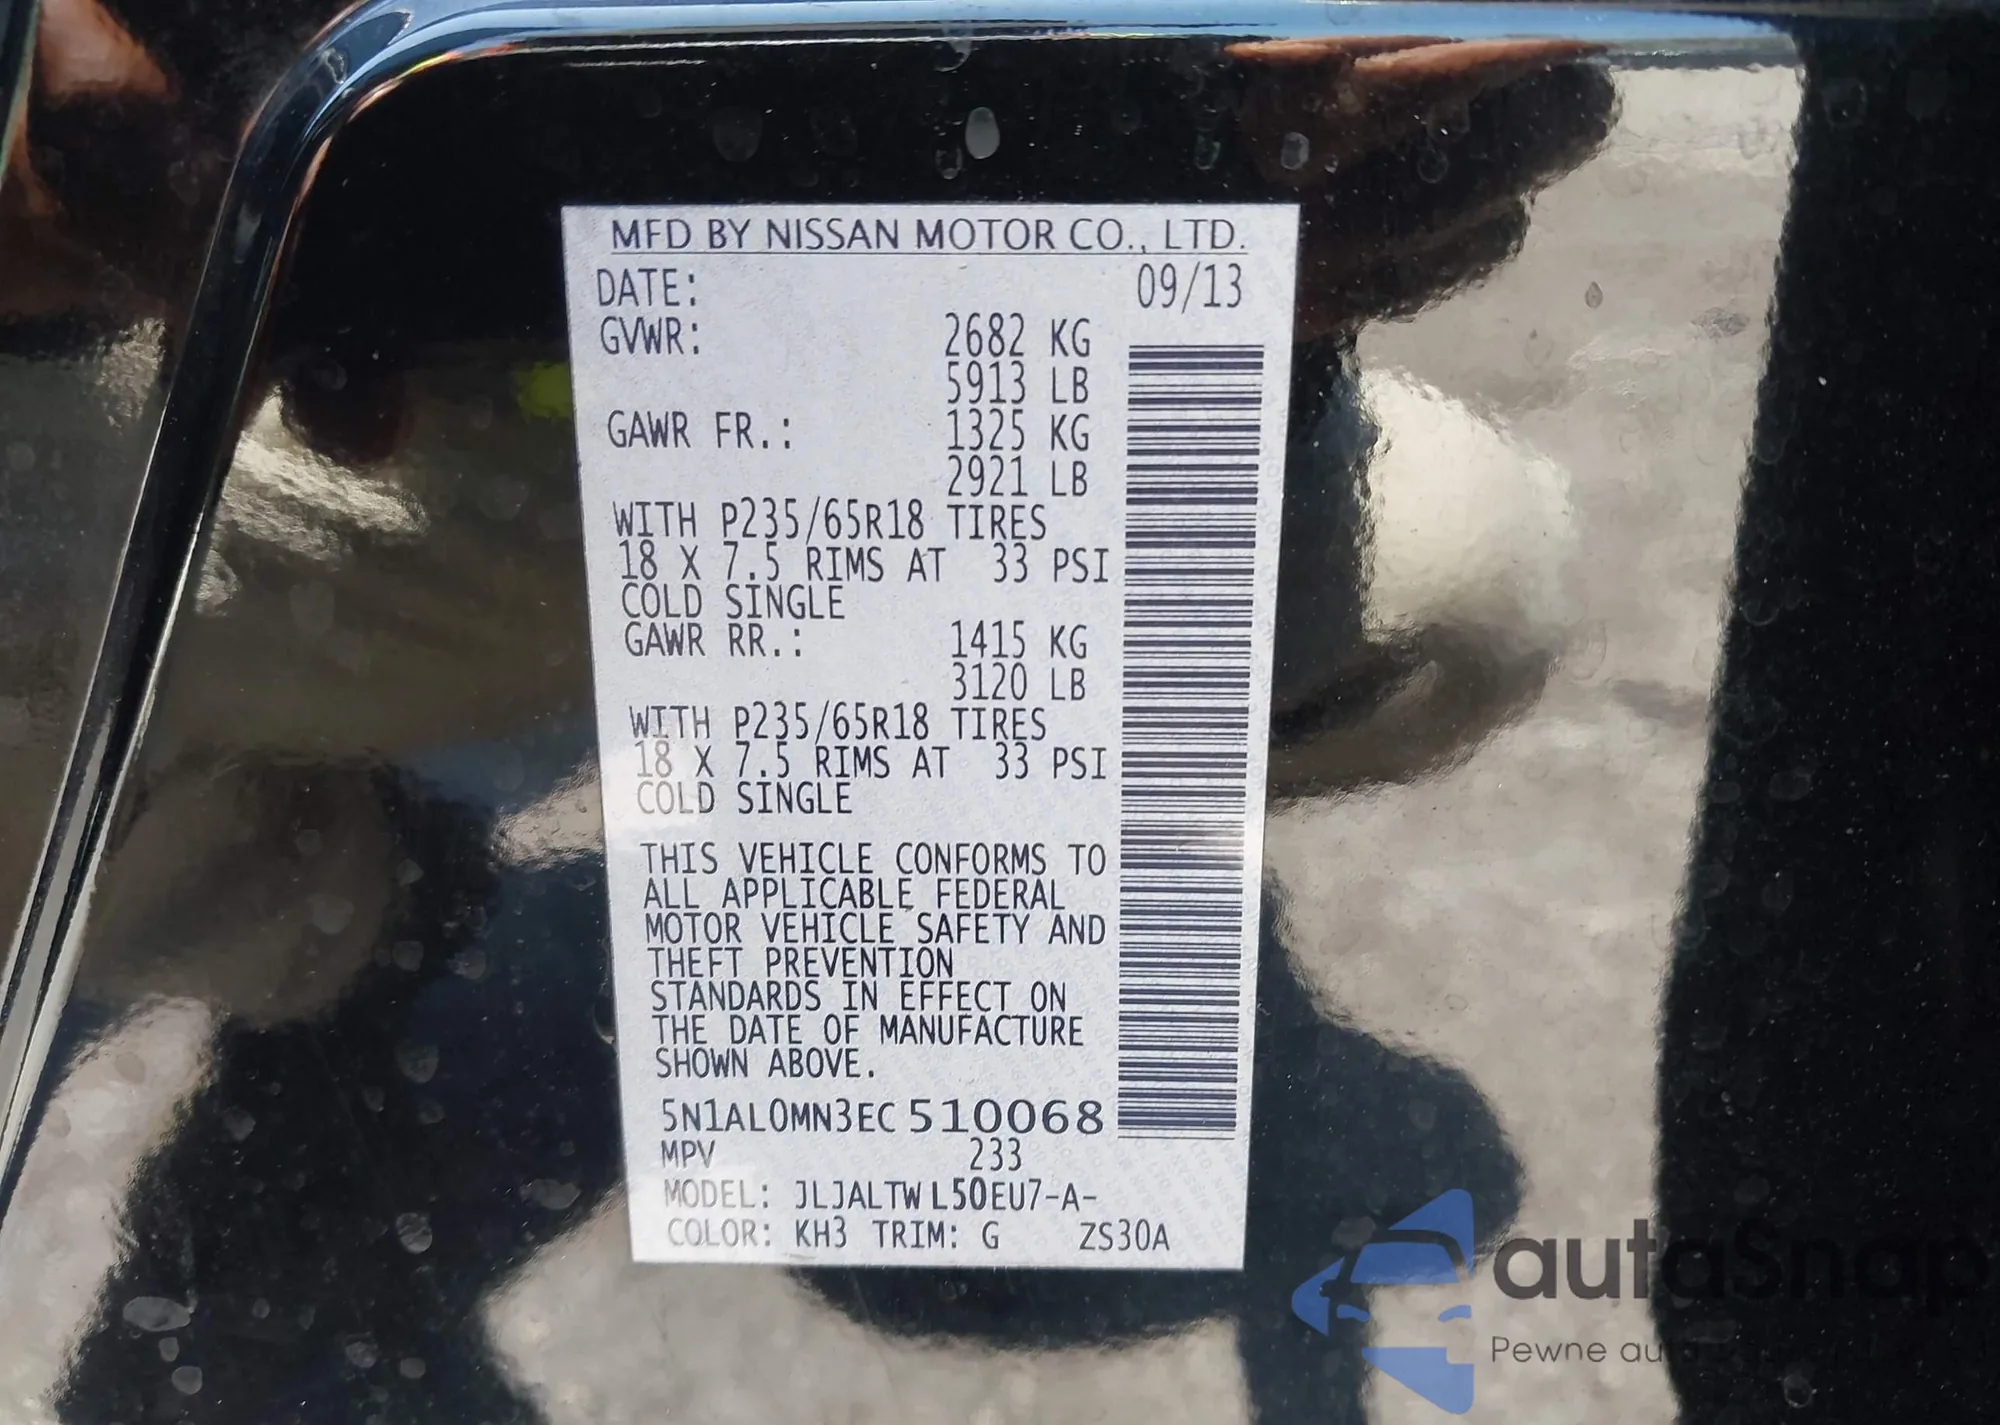 MFD BY NISSAN MOTOR CO., LTD.
DATE: 09/13
GVWR: 2682 KG
5913 LB
GAWR FR.: 1325 KG
2921 LB
WITH P235/65R18 TIRES
18 X 7.5 RIMS AT 33 PSI
COLD SINGLE
GAWR RR.: 1415 KG
3120 LB
WITH P235/65R18 TIRES
18 X 7.5 RIMS AT 33 PSI
COLD SINGLE
THIS VEHICLE CONFORMS TO
ALL APPLICABLE FEDERAL
MOTOR VEHICLE SAFETY AND
THEFT PREVENTION
STANDARDS IN EFFECT ON
THE DATE OF MANUFACTURE
SHOWN ABOVE.
5N1AL0MN3EC 510068
MPV 233
MODEL: JLJALTW L50EU7-A-
COLOR: KH3 TRIM: G ZS30A
autaSnap
Pewne auta